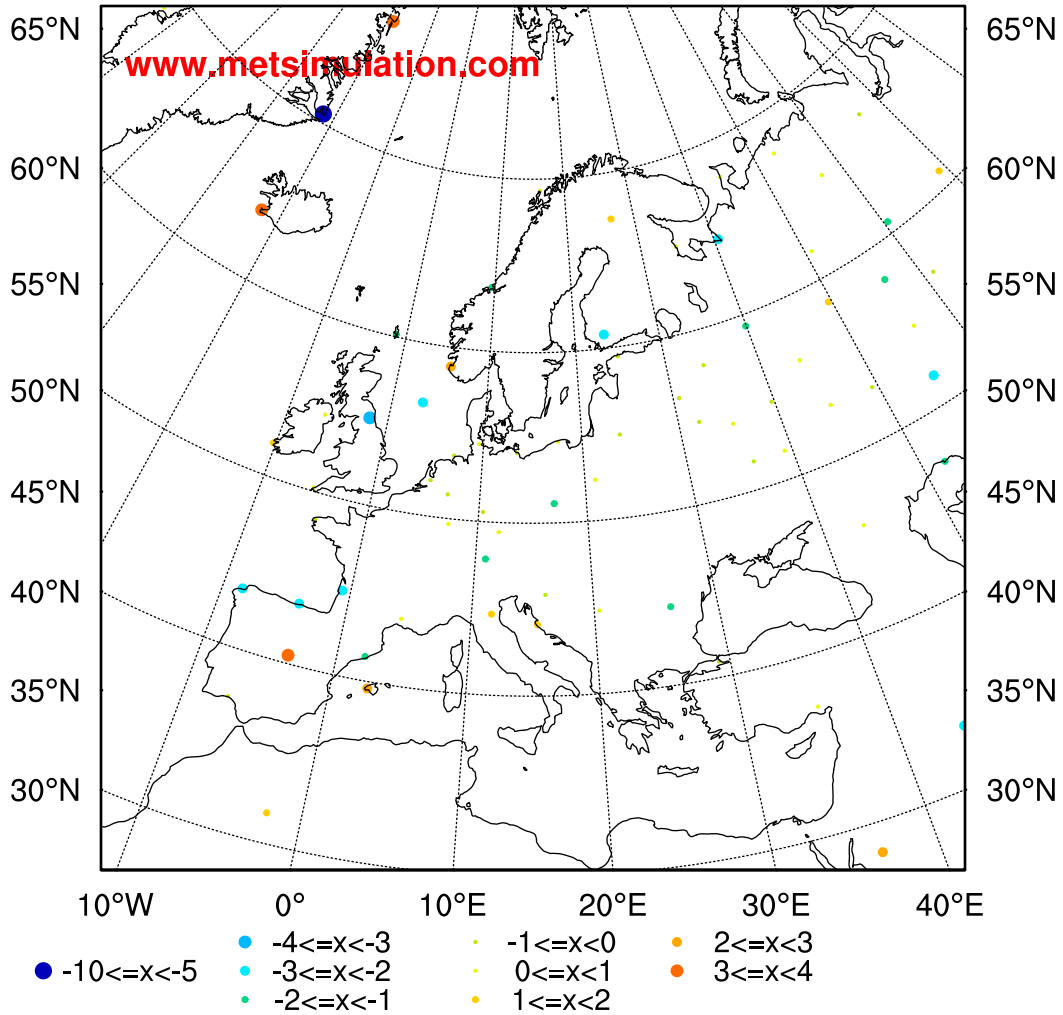 65°N 65°N
www.metsimulation.com
60°N 60°N
55°N 55°N
50°N 50°N
45°N 45°N
40°N 40°N
35°N 35°N
30°N 30°N
10°W 0° 10°E 20°E 30°E 40°E
-4<=x<-3 -1<=x<0 2<=x<3
-10<=x<-5 -3<=x<-2 0<=x<1 3<=x<4
-2<=x<-1 1<=x<2